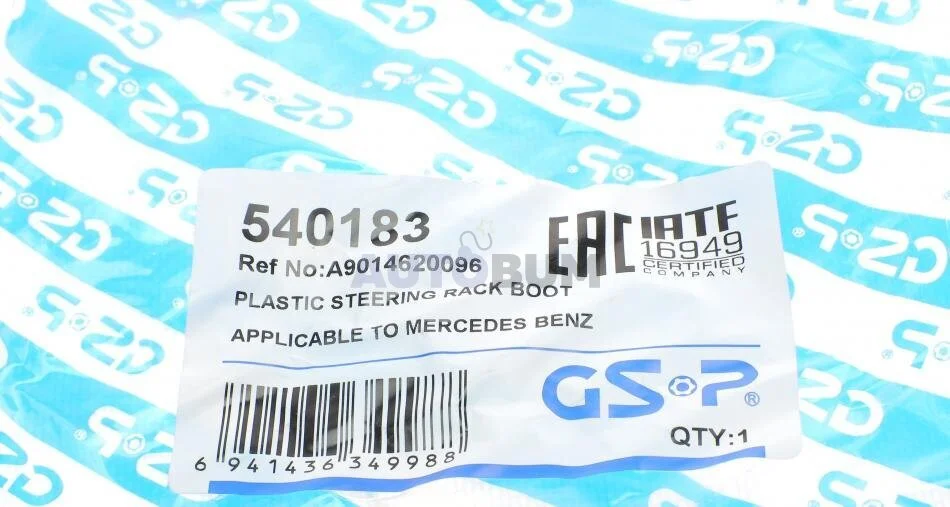 540183
Ref No:A9014620096
PLASTIC STEERING RACK BOOT
APPLICABLE TO MERCEDES BENZ
EAC
IATF
16949
CERTIFIED
COMPANY
GSP®
QTY:1
6 941436 349988
AUTOBUM